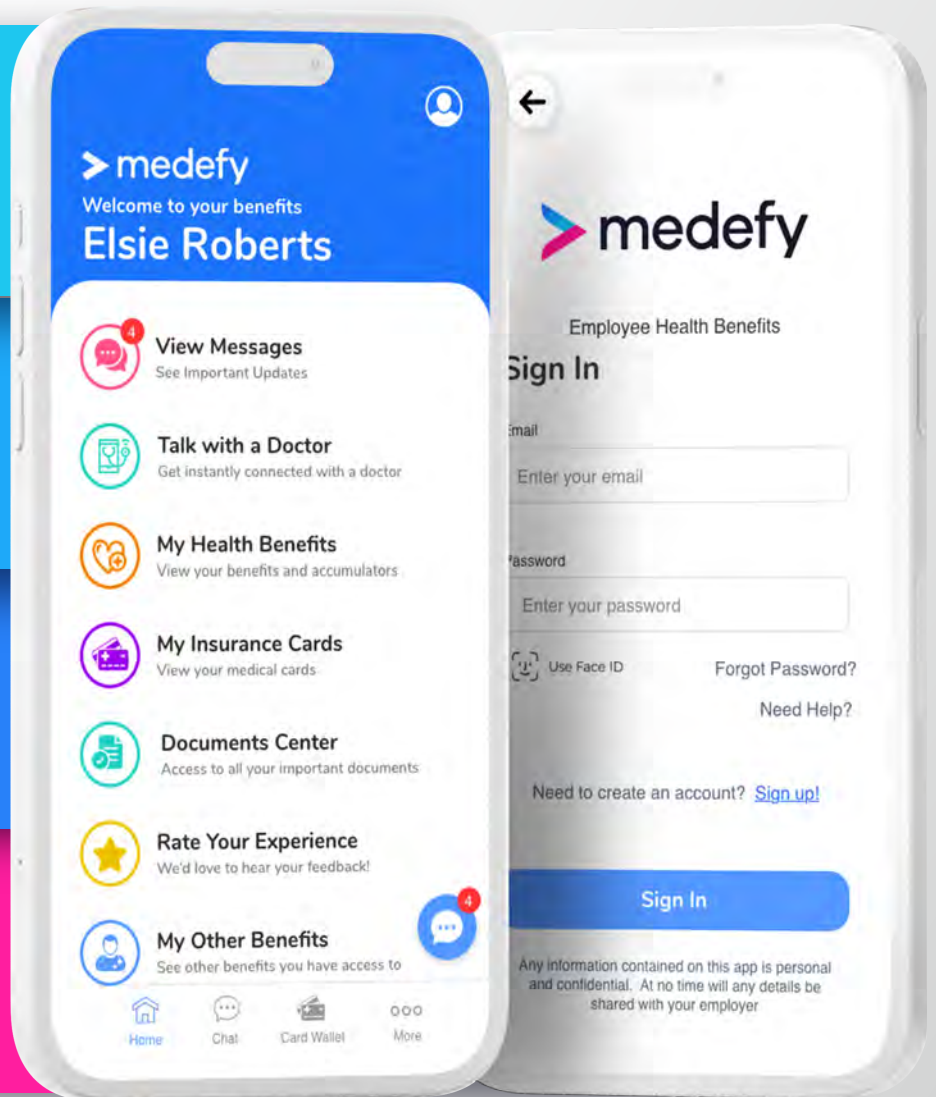 medefy
Welcome to your benefits
Elsie Roberts
4
View Messages
See Important Updates
Talk with a Doctor
Get instantly connected with a doctor
My Health Benefits
View your benefits and accumulators
My Insurance Cards
View your medical cards
Documents Center
Access to all your important documents
Rate Your Experience
We'd love to hear your feedback!
4
My Other Benefits
See other benefits you have access to
Home
Chat
Card Wallet
More
medefy
Employee Health Benefits
Sign In
Email
Enter your email
Password
Enter your password
Use Face ID
Forgot Password?
Need Help?
Need to create an account? Sign up!
Sign In
Any information contained on this app is personal
and confidential. At no time will any details be
shared with your employer